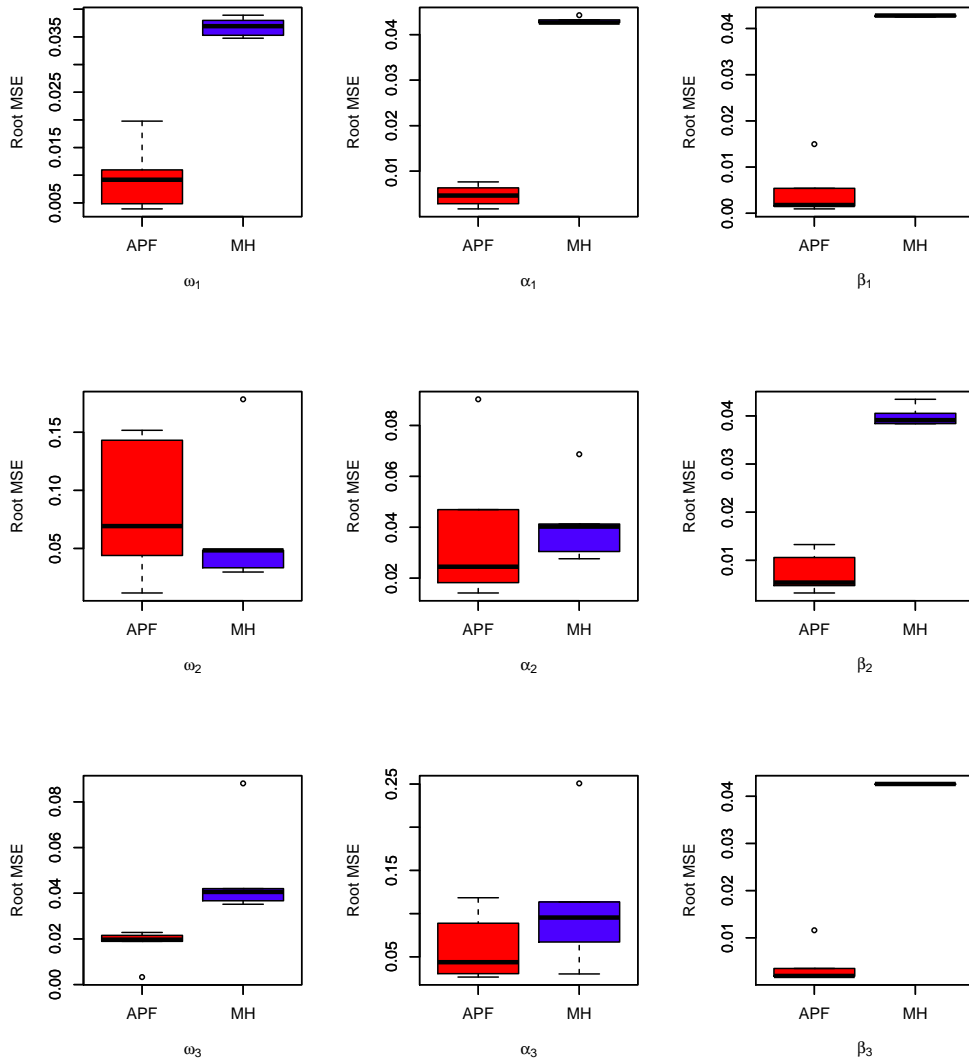 Root MSE
0.005
0.015
0.025
0.035
APF
MH
ω1
Root MSE
0.01
0.02
0.03
0.04
APF
MH
α1
Root MSE
0.00
0.01
0.02
0.03
0.04
APF
MH
β1
Root MSE
0.05
0.10
0.15
APF
MH
ω2
Root MSE
0.02
0.04
0.06
0.08
APF
MH
α2
Root MSE
0.01
0.02
0.03
0.04
APF
MH
β2
Root MSE
0.00
0.02
0.04
0.06
0.08
APF
MH
ω3
Root MSE
0.05
0.15
0.25
APF
MH
α3
Root MSE
0.01
0.02
0.03
0.04
APF
MH
β3